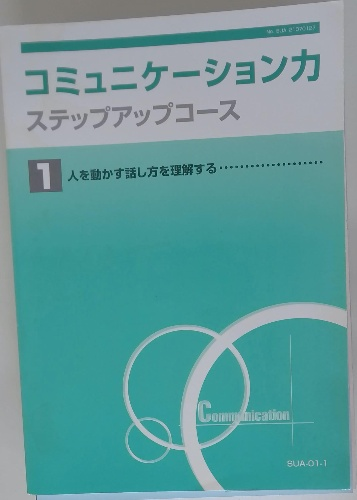 コミュニケーション力
ステップアップコース
1 人を動かす話し方を理解する
Communication
BUA-01-1